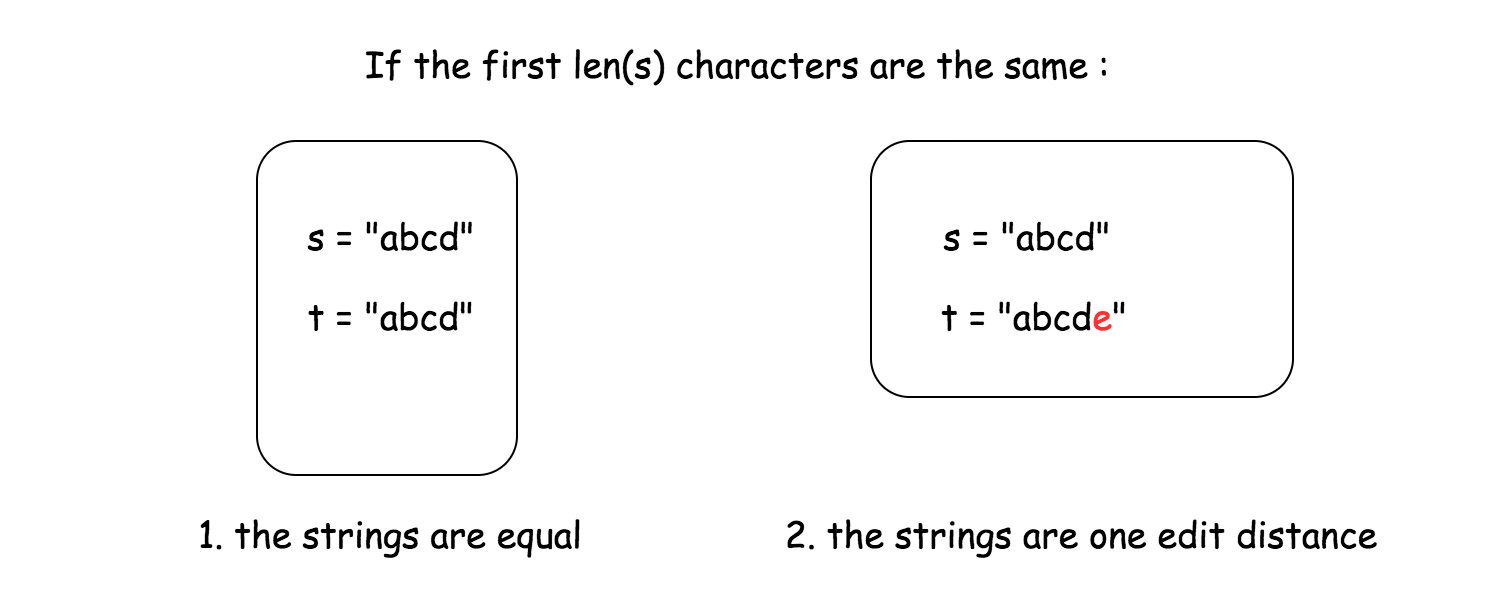 If the first len(s) characters are the same :
s = "abcd"
t = "abcd"
1. the strings are equal
s = "abcd"
t = "abcde"
2. the strings are one edit distance